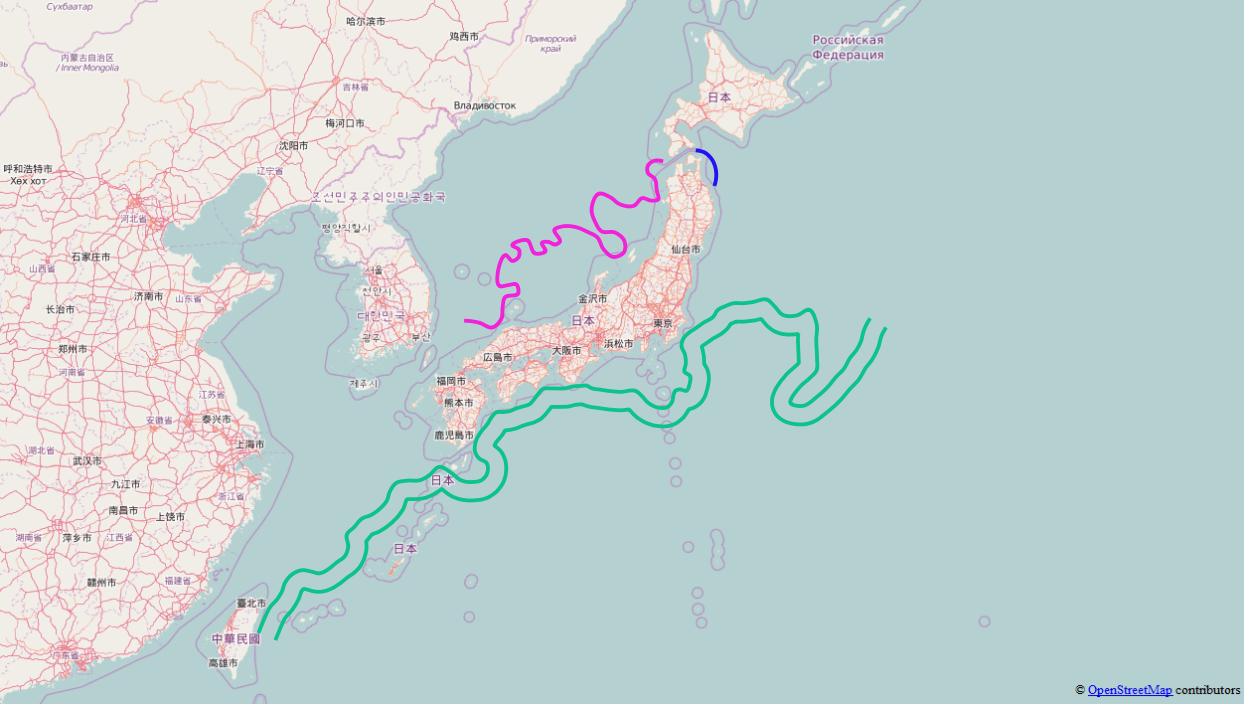 Сүхбаатар
哈尔滨市
鸡西市
Приморский
край
Российская
Федерация
内蒙古自治区
/ Inner Mongolia
吉林省
日本
Владивосток
梅河口市
沈阳市
呼和浩特市
Хөх хот
辽宁省
조선민주주의인민공화국
河北省
평양직할시
仙台市
石家庄市
山西省
서울
천안시
济南市
山东省
金沢市
长治市
대한민국
日本
東京
광주
부산
浜松市
郑州市
大阪市
広島市
河南省
제주시
福岡市
江苏省
熊本市
安徽省
泰兴市
鹿児島市
上海市
湖北省
武汉市
日本
九江市
浙江省
南昌市
上饶市
湖南省
萍乡市
江西省
日本
赣州市
福建省
臺北市
中華民國
广东省
高雄市
© OpenStreetMap contributors